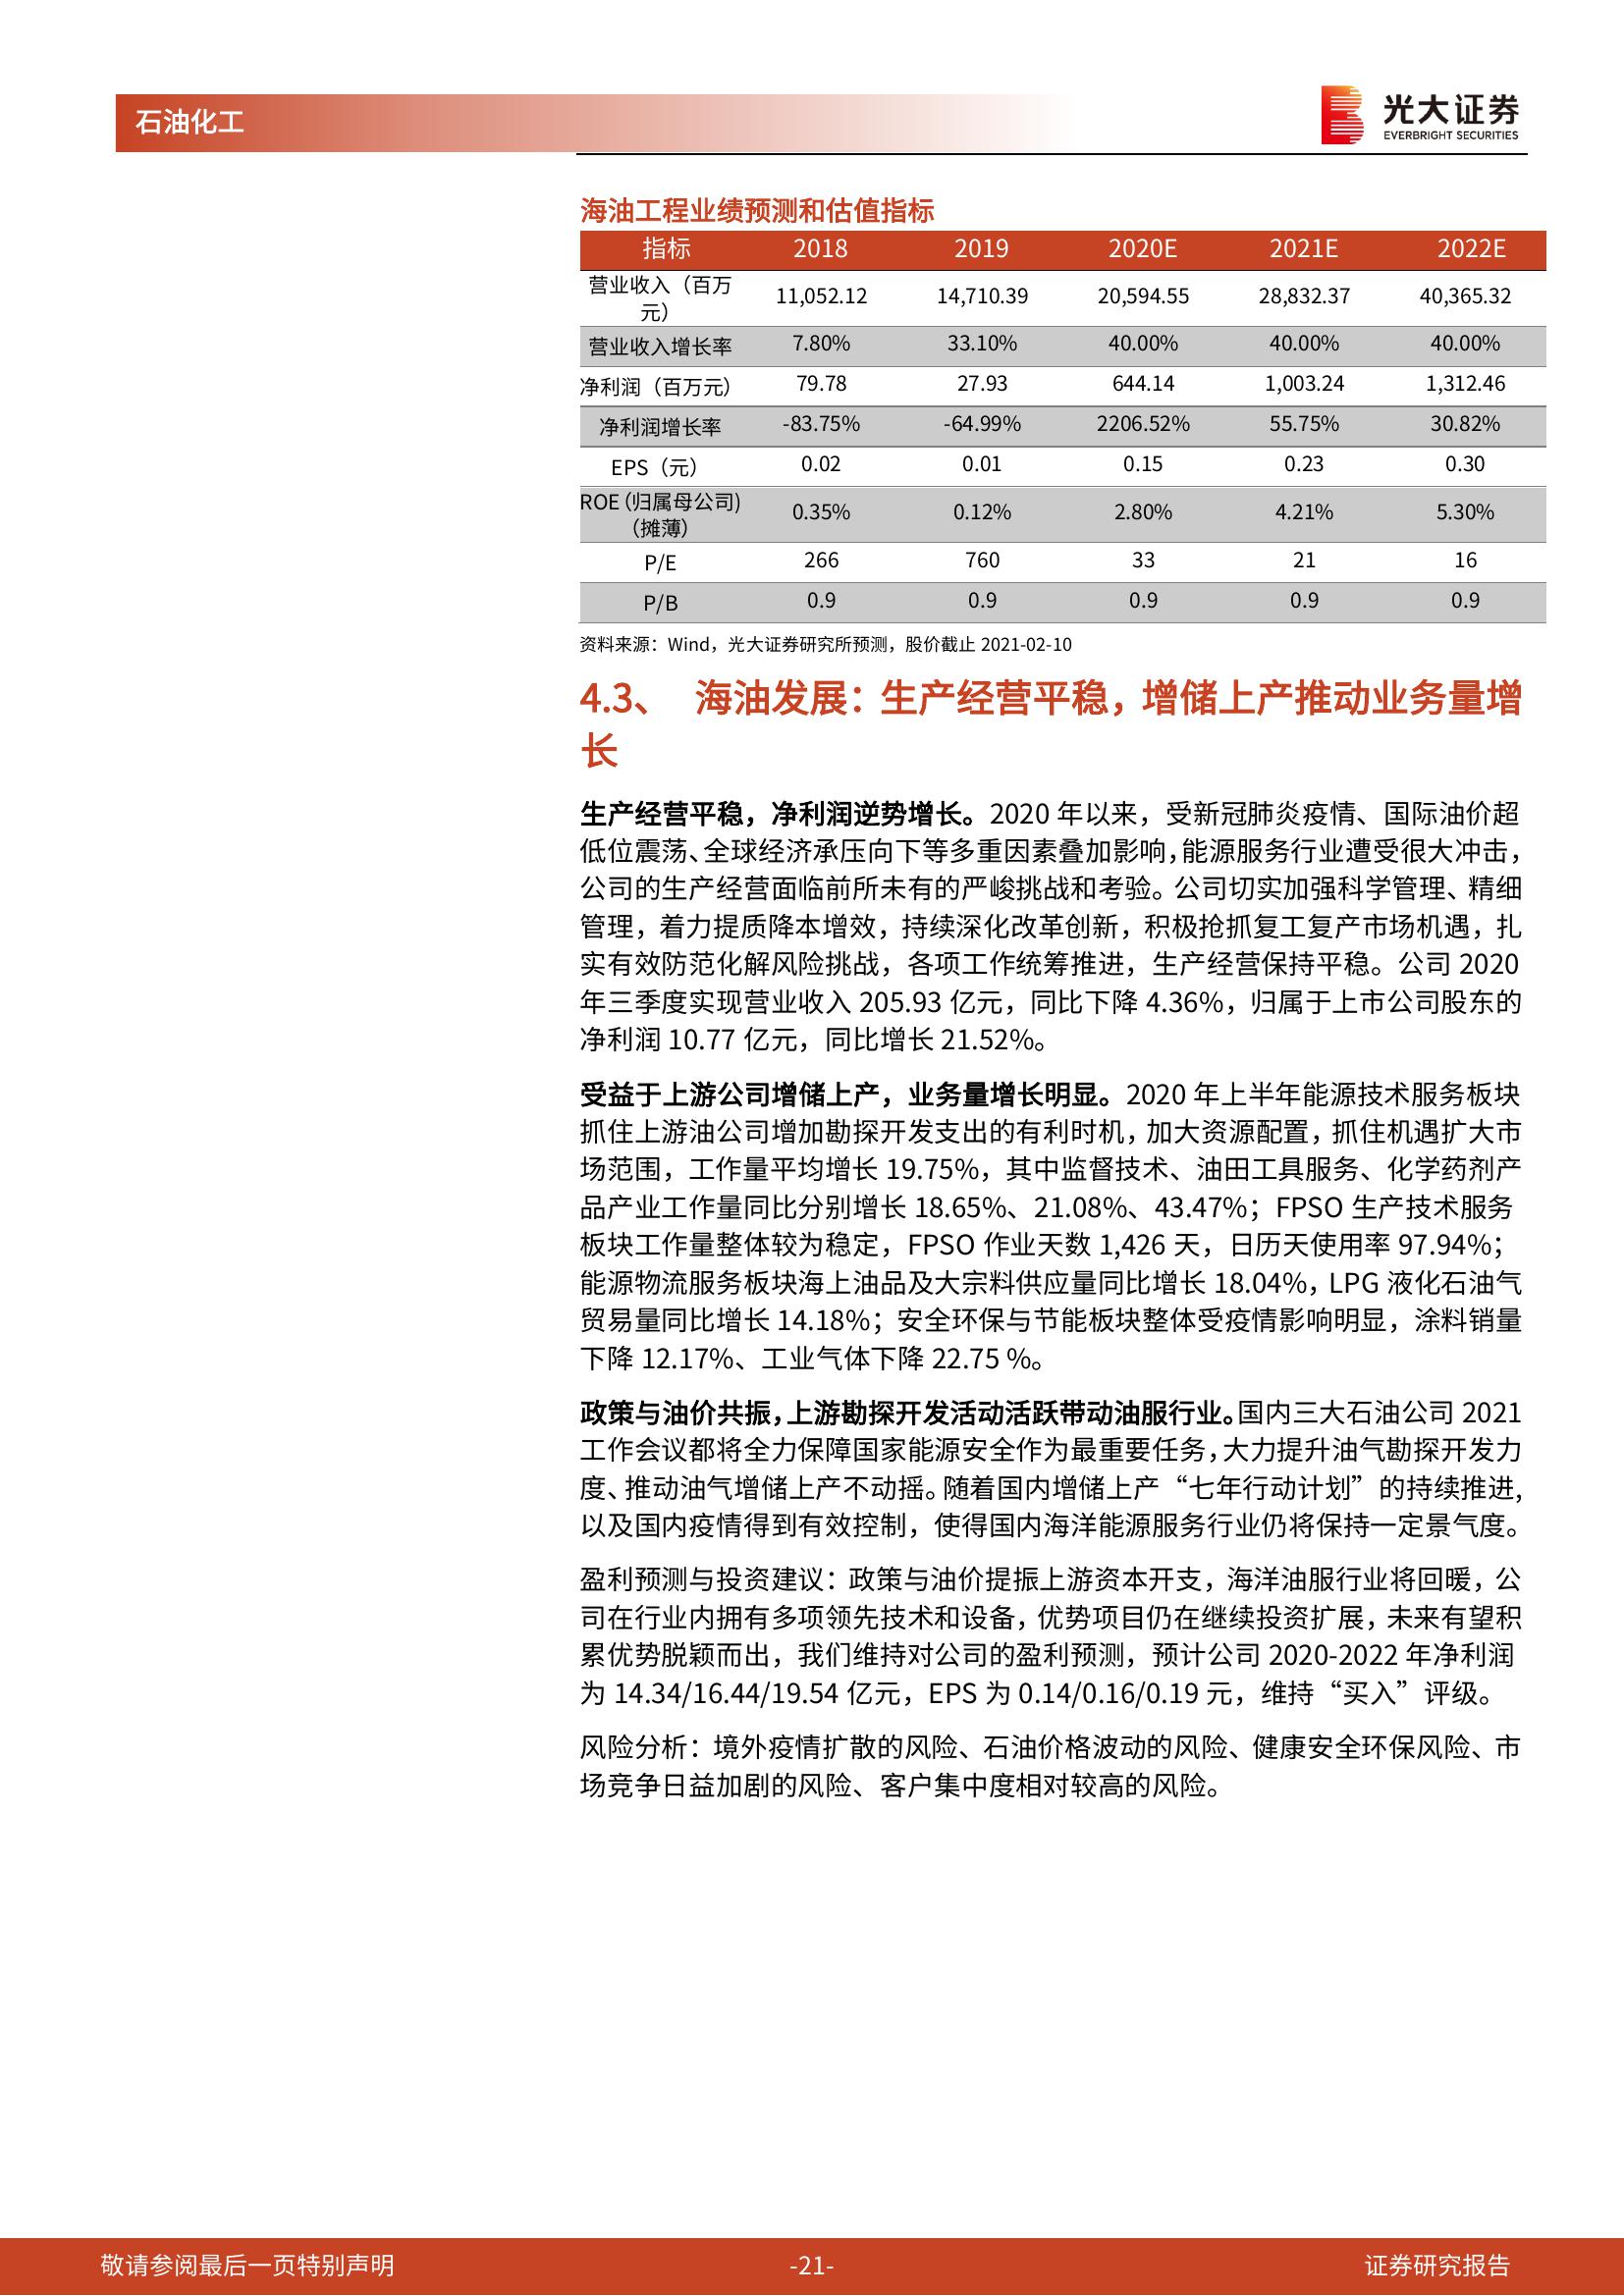 石油化工
光大证券
EVERBRIGHT SECURITIES
海油工程业绩预测和估值指标
指标 2018 2019 2020E 2021E 2022E
营业收入（百万
元） 11,052.12 14,710.39 20,594.55 28,832.37 40,365.32
营业收入增长率 7.80% 33.10% 40.00% 40.00% 40.00%
净利润（百万元） 79.78 27.93 644.14 1,003.24 1,312.46
净利润增长率 -83.75% -64.99% 2206.52% 55.75% 30.82%
EPS（元） 0.02 0.01 0.15 0.23 0.30
ROE（归属母公司)
（摊薄） 0.35% 0.12% 2.80% 4.21% 5.30%
P/E 266 760 33 21 16
P/B 0.9 0.9 0.9 0.9 0.9
资料来源：Wind，光大证券研究所预测，股价截止 2021-02-10
4.3、 海油发展：生产经营平稳，增储上产推动业务量增
长
生产经营平稳，净利润逆势增长。2020 年以来，受新冠肺炎疫情、国际油价超
低位震荡、全球经济承压向下等多重因素叠加影响，能源服务行业遭受很大冲击，
公司的生产经营面临前所未有的严峻挑战和考验。公司切实加强科学管理、精细
管理，着力提质降本增效，持续深化改革创新，积极抢抓复工复产市场机遇，扎
实有效防范化解风险挑战，各项工作统筹推进，生产经营保持平稳。公司 2020
年三季度实现营业收入 205.93 亿元，同比下降 4.36%，归属于上市公司股东的
净利润 10.77 亿元，同比增长 21.52%。
受益于上游公司增储上产，业务量增长明显。2020 年上半年能源技术服务板块
抓住上游油公司增加勘探开发支出的有利时机，加大资源配置，抓住机遇扩大市
场范围，工作量平均增长 19.75%，其中监督技术、油田工具服务、化学药剂产
品产业工作量同比分别增长 18.65%、21.08%、43.47%；FPSO 生产技术服务
板块工作量整体较为稳定，FPSO 作业天数 1,426 天，日历天使用率 97.94%；
能源物流服务板块海上油品及大宗料供应量同比增长 18.04%，LPG 液化石油气
贸易量同比增长 14.18%；安全环保与节能板块整体受疫情影响明显，涂料销量
下降 12.17%、工业气体下降 22.75 %。
政策与油价共振，上游勘探开发活动活跃带动油服行业。国内三大石油公司 2021
工作会议都将全力保障国家能源安全作为最重要任务，大力提升油气勘探开发力
度、推动油气增储上产不动摇。随着国内增储上产“七年行动计划”的持续推进，
以及国内疫情得到有效控制，使得国内海洋能源服务行业仍将保持一定景气度。
盈利预测与投资建议：政策与油价提振上游资本开支，海洋油服行业将回暖，公
司在行业内拥有多项领先技术和设备，优势项目仍在继续投资扩展，未来有望积
累优势脱颖而出，我们维持对公司的盈利预测，预计公司 2020-2022 年净利润
为 14.34/16.44/19.54 亿元，EPS 为 0.14/0.16/0.19 元，维持“买入”评级。
风险分析：境外疫情扩散的风险、石油价格波动的风险、健康安全环保风险、市
场竞争日益加剧的风险、客户集中度相对较高的风险。
敬请参阅最后一页特别声明 -21- 证券研究报告